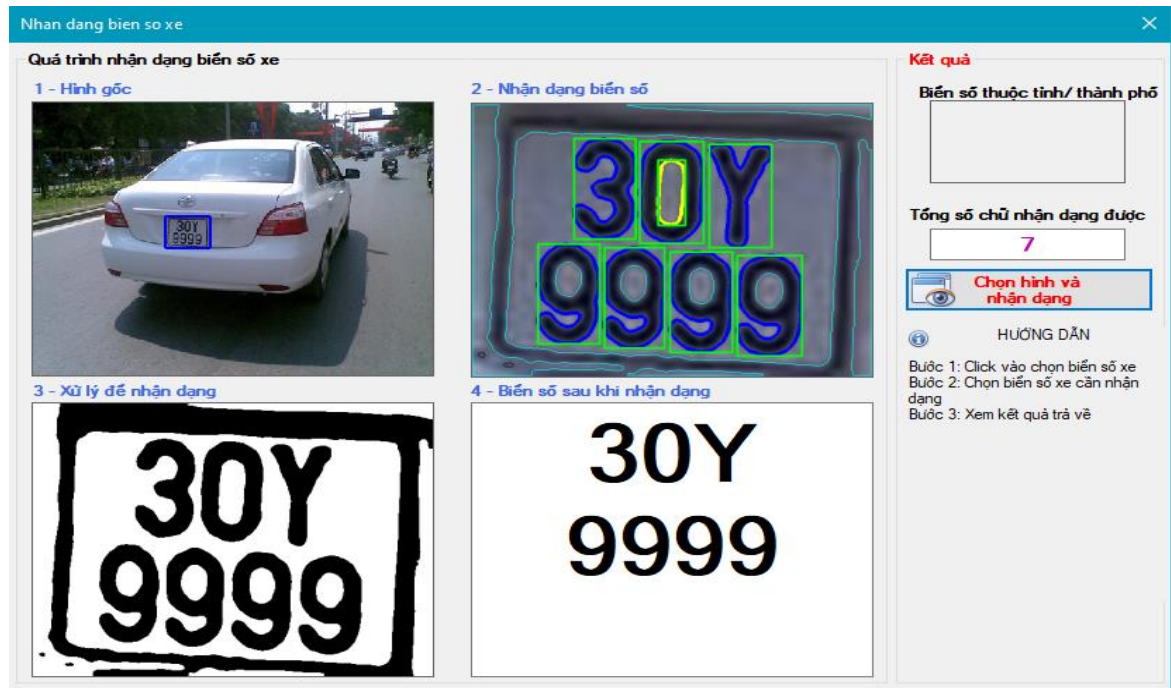 Nhan dang bien so xe
Quá trình nhận dạng biển số xe
1 - Hình gốc
30Y
9999
2 - Nhận dạng biển số
30Y
9999
3 - Xử lý để nhận dạng
30Y
9999
4 - Biển số sau khi nhận dạng
30Y
9999
Kết quả
Biển số thuộc tỉnh/ thành phố
Tổng số chữ nhận dạng được
7
Chọn hình và
nhận dạng
HƯỚNG DẪN
Bước 1: Click vào chọn biển số xe
Bước 2: Chọn biển số xe cần nhận
dạng
Bước 3: Xem kết quả trả về